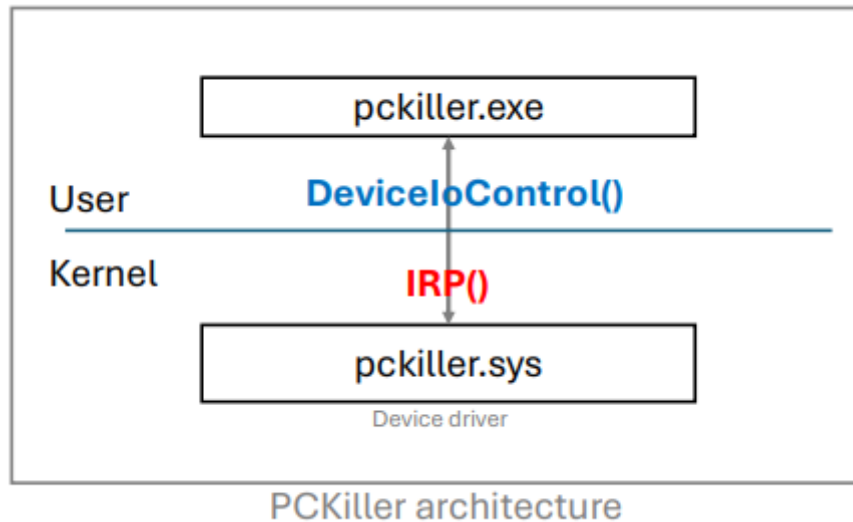 pckiller.exe
User
DeviceIoControl()
Kernel
IRP()
pckiller.sys
Device driver
PCKiller architecture